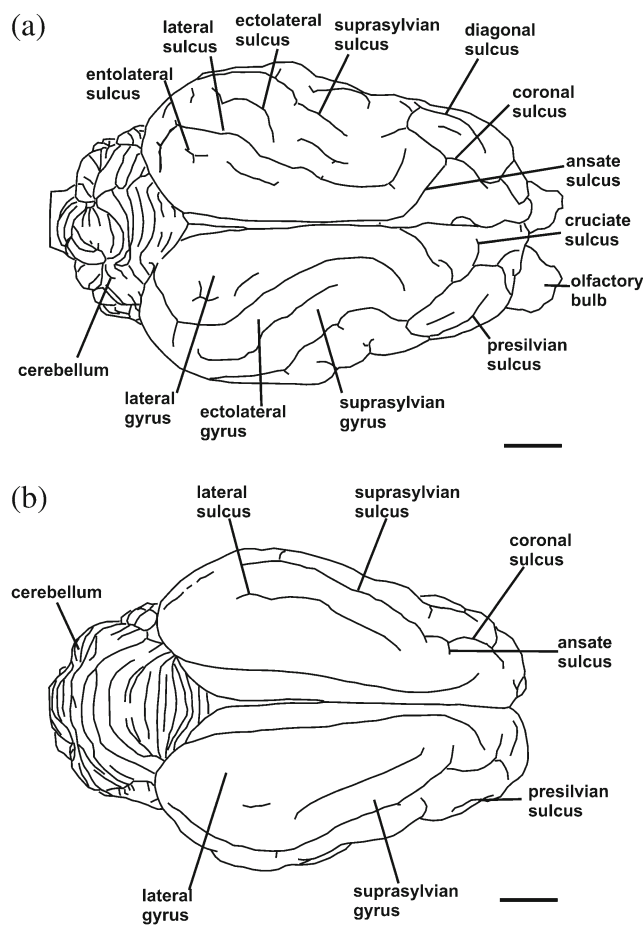 (a)
lateral
sulcus
ectolateral
sulcus
suprasylvian
sulcus
diagonal
sulcus
entolateral
sulcus
coronal
sulcus
ansate
sulcus
cruciate
sulcus
olfactory
bulb
presilvian
sulcus
cerebellum
lateral
gyrus
ectolateral
gyrus
suprasylvian
gyrus
(b)
lateral
sulcus
suprasylvian
sulcus
coronal
sulcus
cerebellum
ansate
sulcus
presilvian
sulcus
lateral
gyrus
suprasylvian
gyrus